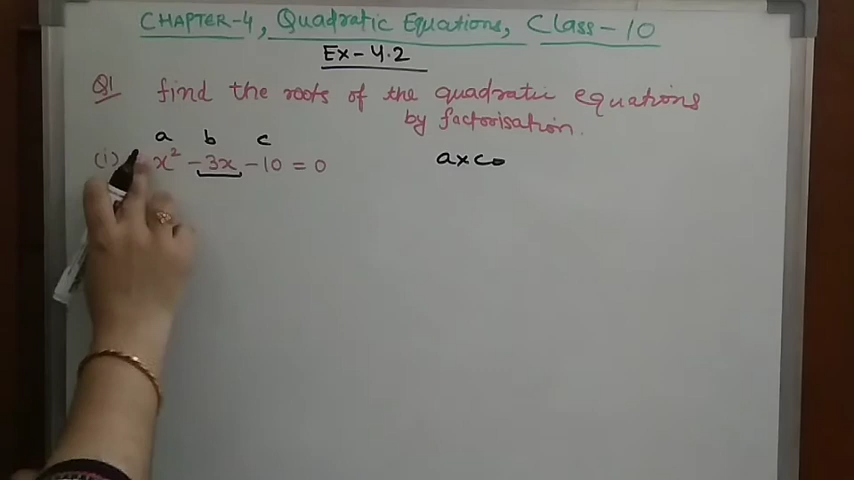 CHAPTER-4, Quadratic Equations, Class-10
Ex-4.2
Q1 find the roots of the quadratic equations
by factorisation.
a b c
(i) x² - 3x - 10 = 0 a×c